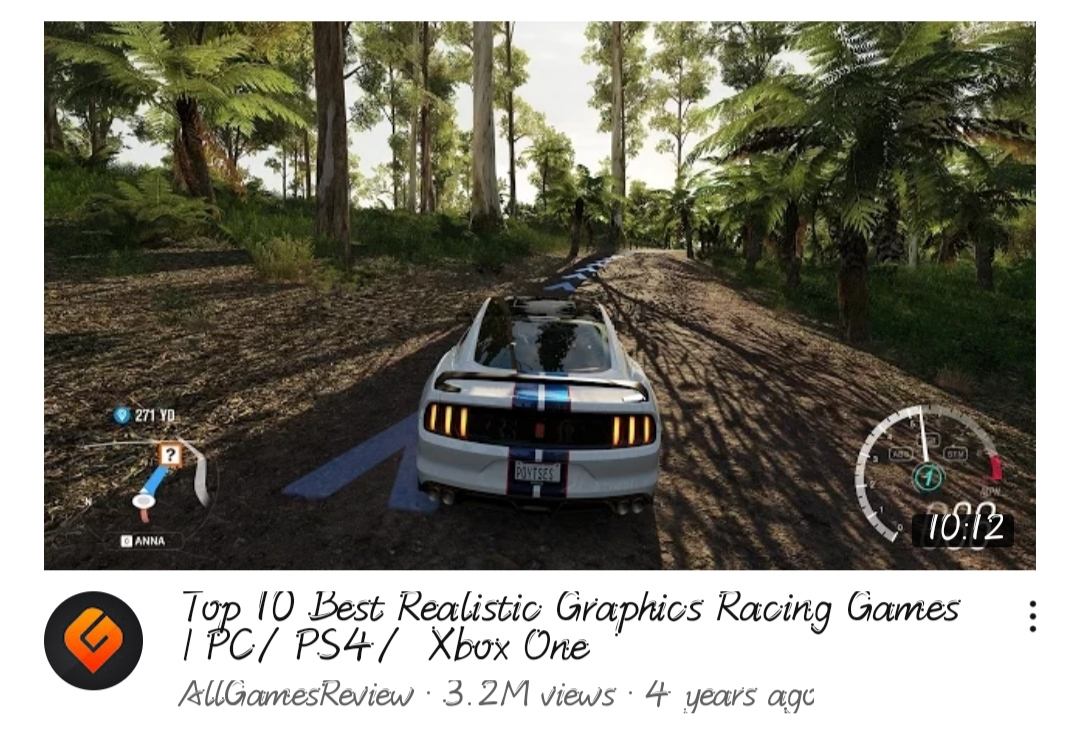 271 YD
?
N
ANNA
POVISES
ABS
STM
1
10:12
Top 10 Best Realistic Graphics Racing Games
| PC/ PS4/ Xbox One
AllGamesReview · 3.2M views · 4 years ago